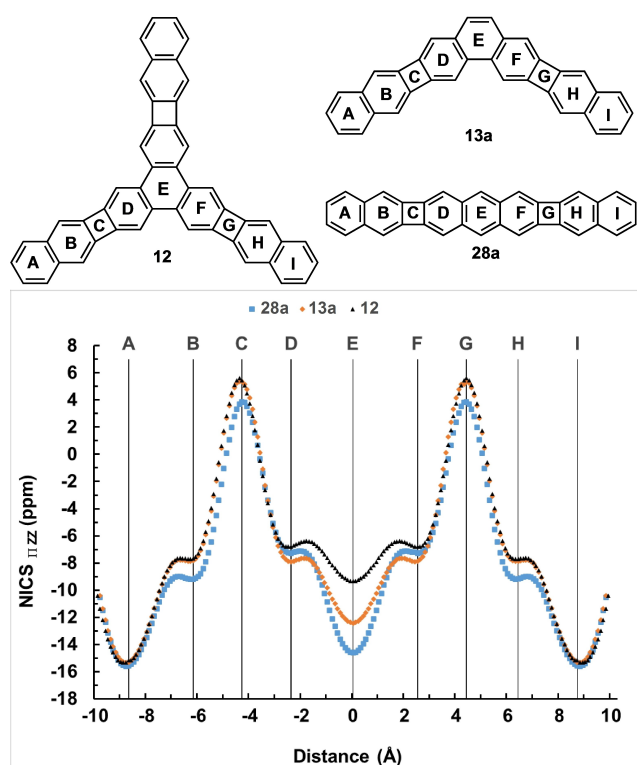 A
B
C
D
E
F
G
H
I
12
A
B
C
D
E
F
G
H
I
13a
A B C D E F G H I
28a
28a 13a 12
A B C D E F G H I
8
6
4
2
0
-2
-4
-6
-8
-10
-12
-14
-16
-18
NICS π ZZ (ppm)
-10 -8 -6 -4 -2 0 2 4 6 8 10
Distance (Å)